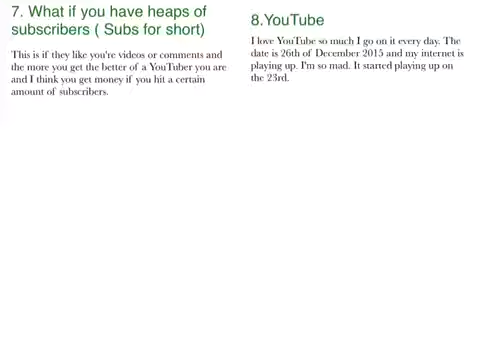 7. What if you have heaps of
subscribers ( Subs for short)
This is if they like you're videos or comments and
the more you get the better of a YouTuber you are
and I think you get money if you hit a certain
amount of subscribers.
8.YouTube
I love YouTube so much I go on it every day. The
date is 26th of December 2015 and my internet is
playing up. I'm so mad. It started playing up on
the 23rd.